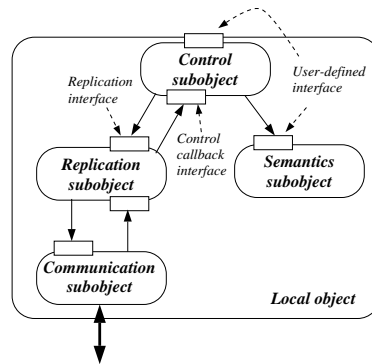 Control
subobject
Replication
interface
User-defined
interface
Control
callback
interface
Replication
subobject
Semantics
subobject
Communication
subobject
Local object